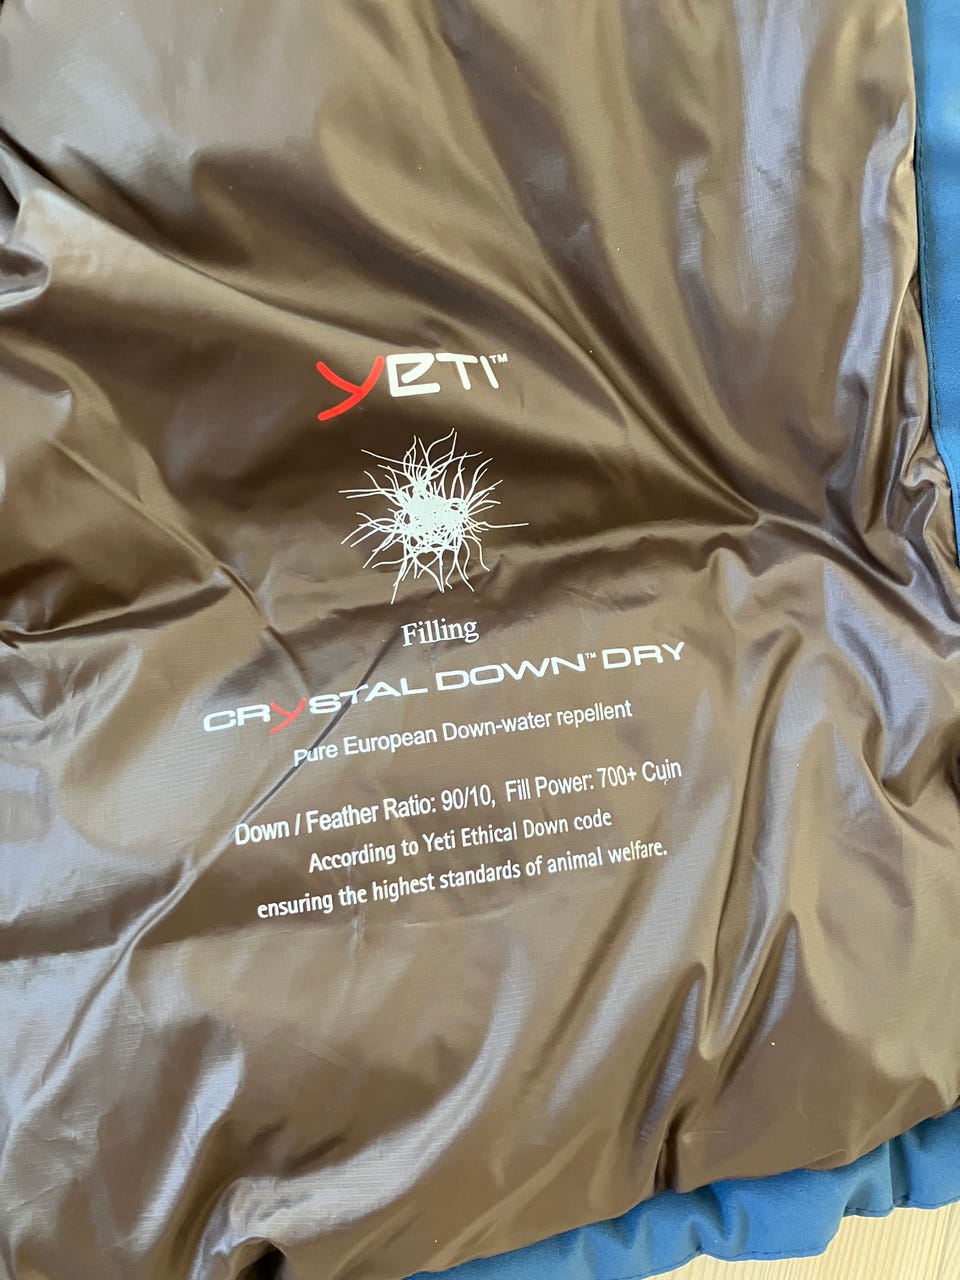 YETI™
Filling
CRYSTAL DOWN™ DRY
Pure European Down-water repellent
Down / Feather Ratio: 90/10, Fill Power: 700+ Cuin
According to Yeti Ethical Down code
ensuring the highest standards of animal welfare.